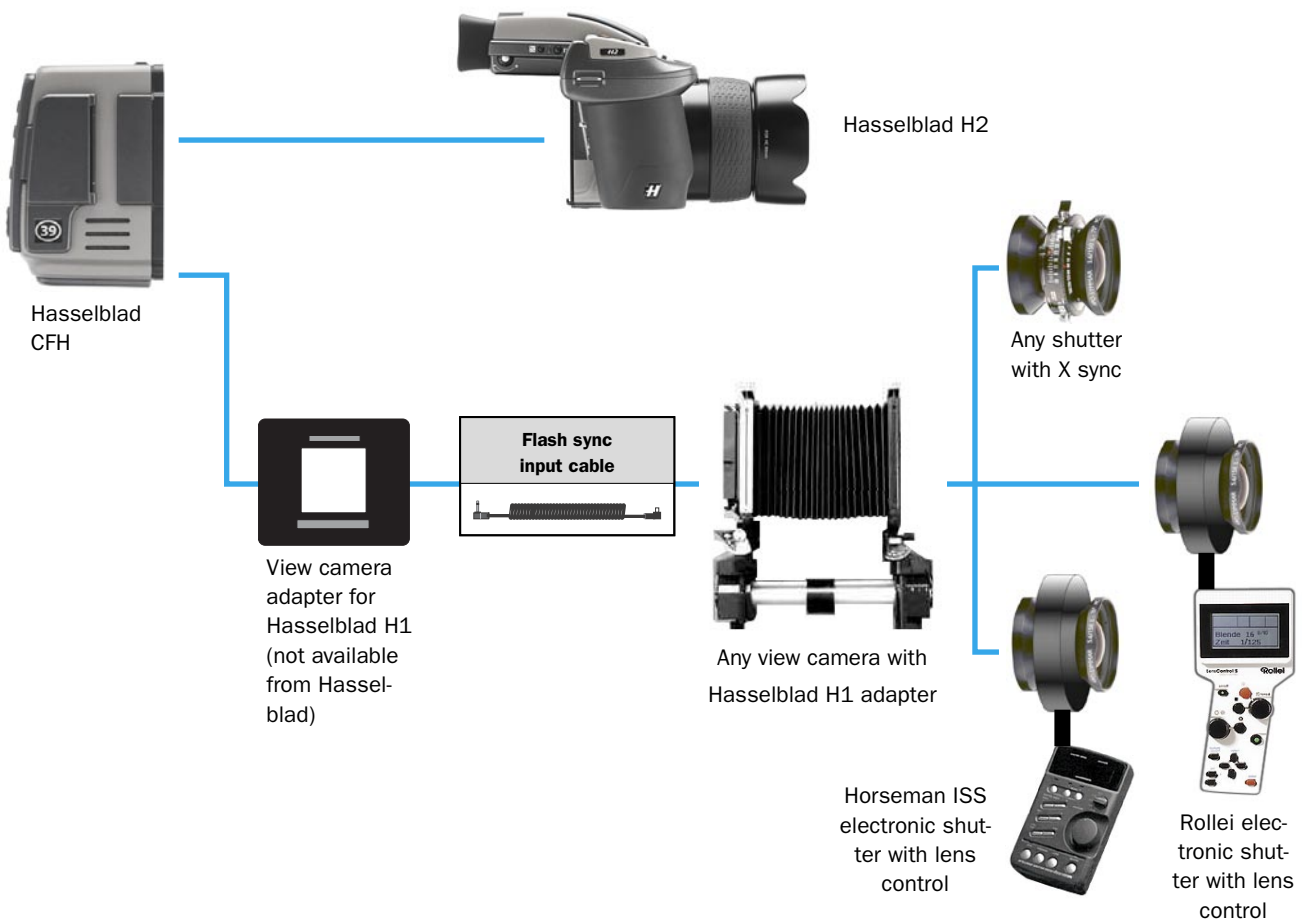 H2
Hasselblad H2
H
39
Hasselblad
CFH
Any shutter
with X sync
Flash sync
input cable
View camera
adapter for
Hasselblad H1
(not available
from Hassel-
blad)
Any view camera with
Hasselblad H1 adapter
Blende 16
Zeit 1/125
LensControl S
Rollei
Horseman ISS
electronic shut-
ter with lens
control
Rollei elec-
tronic shut-
ter with lens
control